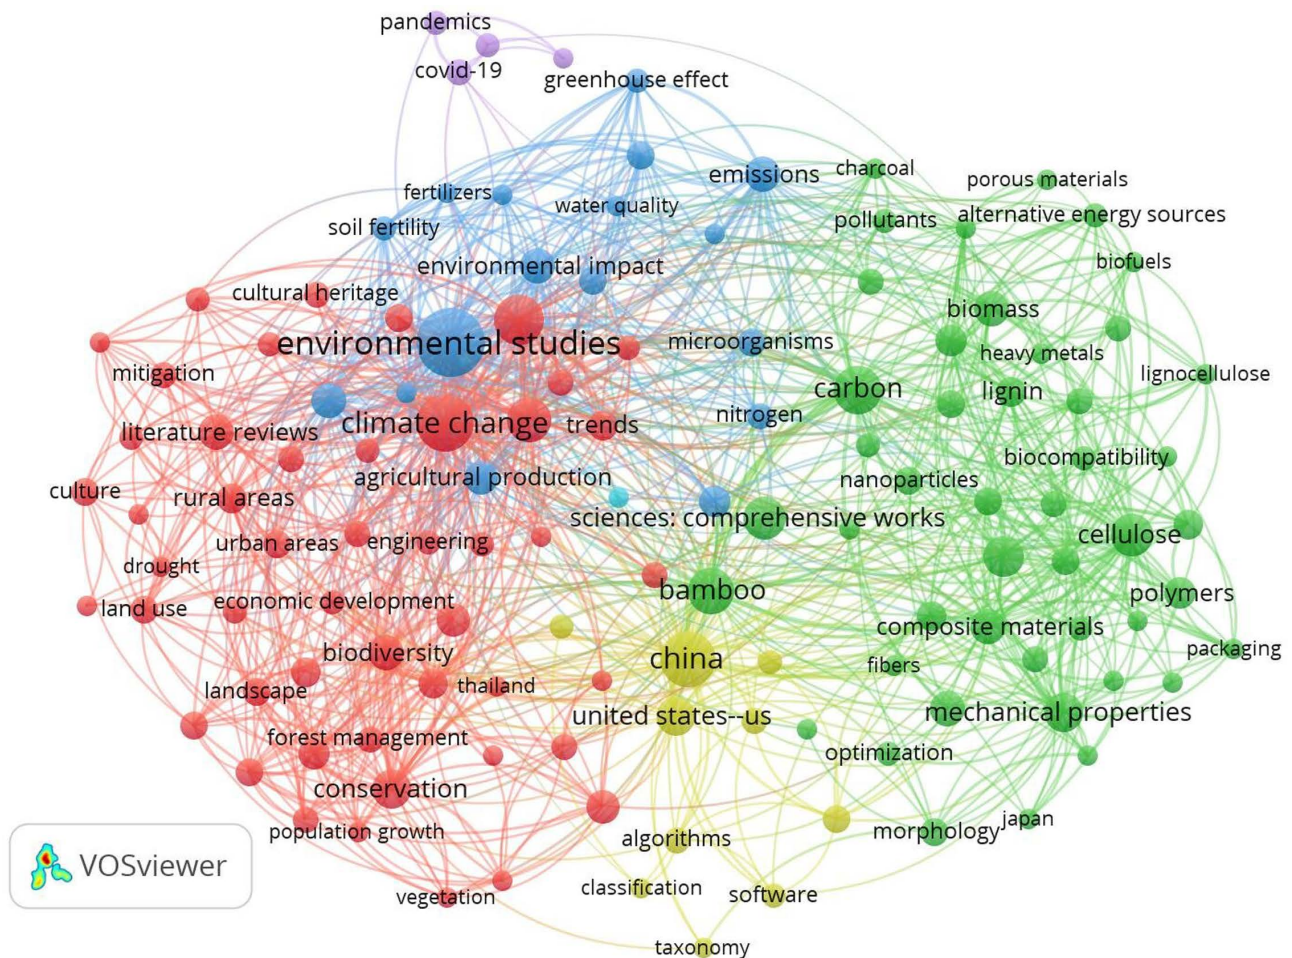 pandemics
covid-19
greenhouse effect
emissions
charcoal
porous materials
fertilizers
water quality
pollutants
alternative energy sources
soil fertility
environmental impact
biofuels
cultural heritage
biomass
environmental studies
microorganisms
heavy metals
mitigation
lignocellulose
carbon
lignin
nitrogen
climate change
trends
literature reviews
biocompatibility
agricultural production
nanoparticles
culture
rural areas
sciences: comprehensive works
cellulose
urban areas
engineering
drought
bamboo
polymers
land use
economic development
composite materials
biodiversity
china
fibers
packaging
landscape
thailand
united states--us
mechanical properties
forest management
optimization
conservation
japan
population growth
algorithms
morphology
VOSviewer
classification
software
vegetation
taxonomy